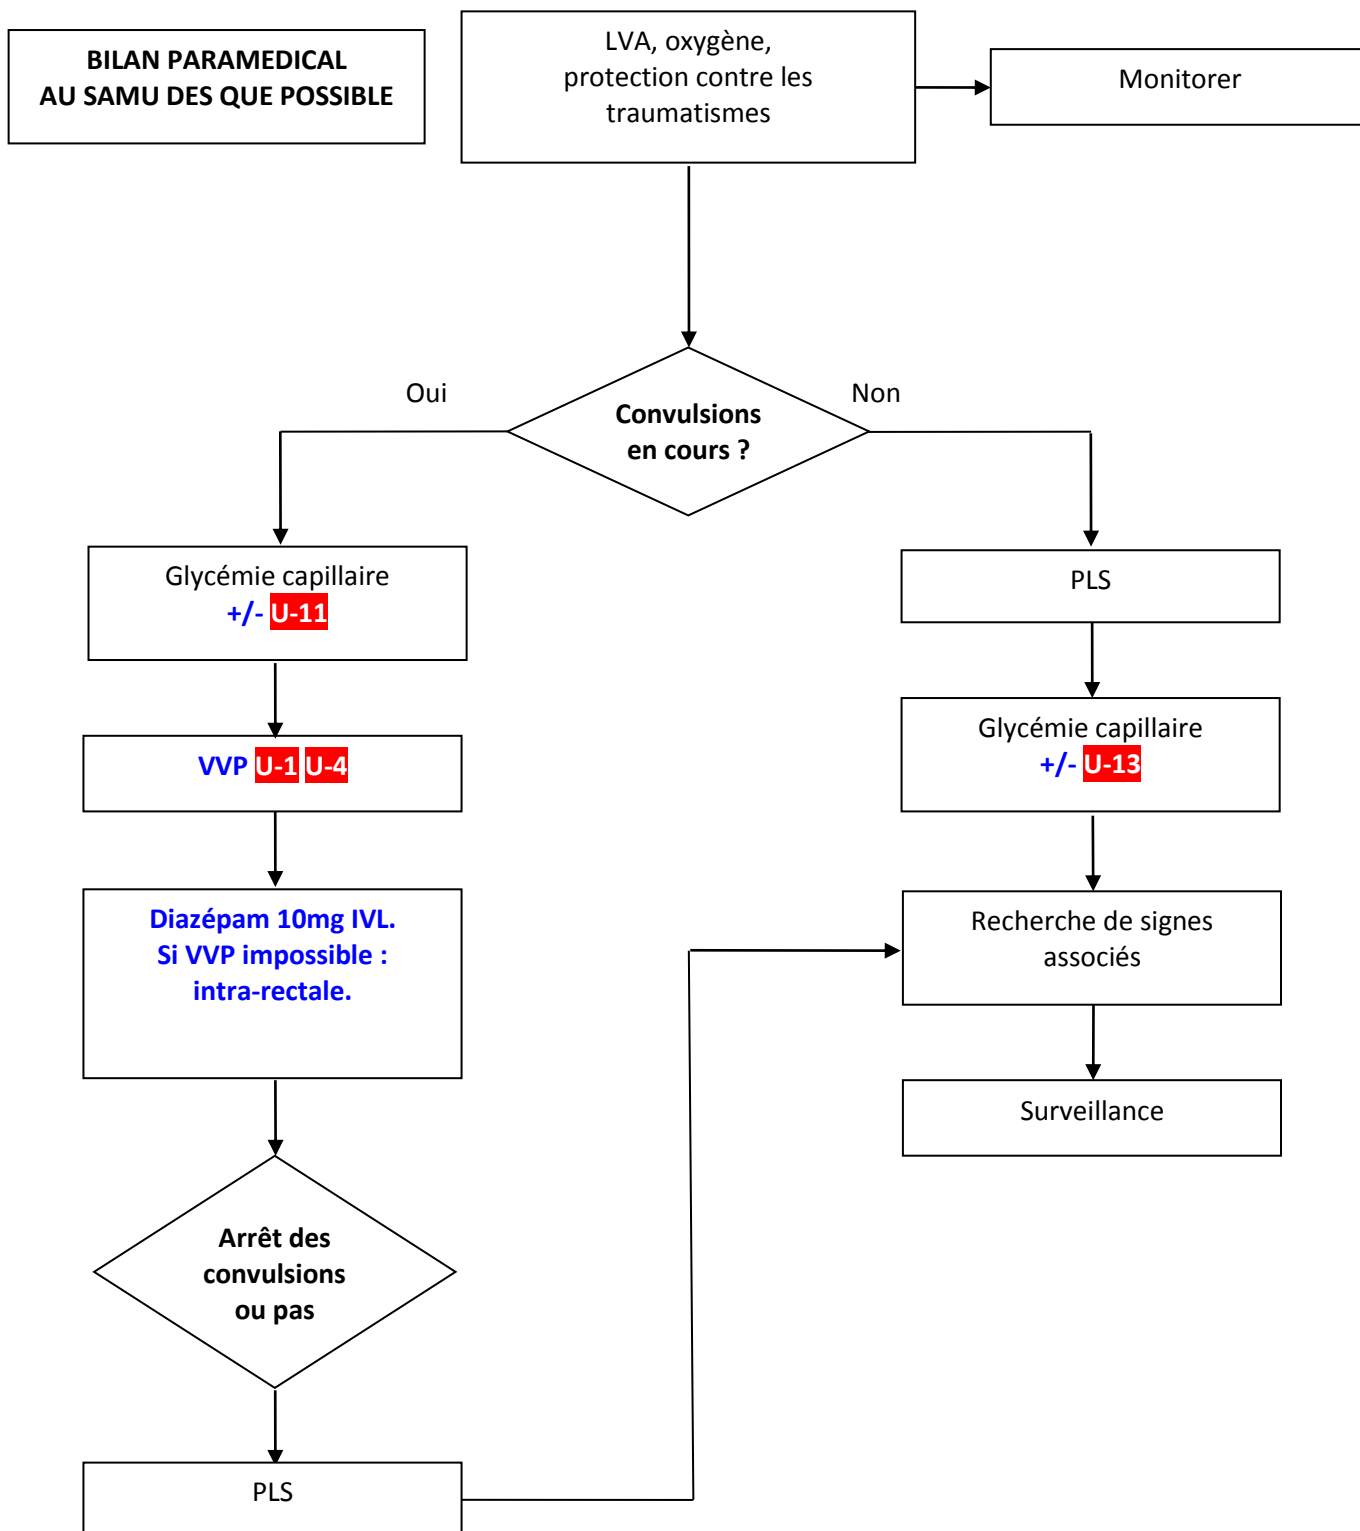 BILAN PARAMEDICAL
AU SAMU DES QUE POSSIBLE
LVA, oxygène,
protection contre les
traumatismes
Monitorer
Oui
Non
Convulsions
en cours ?
Glycémie capillaire
+/- U-11
PLS
VVP U-1 U-4
Glycémie capillaire
+/- U-13
Diazépam 10mg IVL.
Si VVP impossible :
intra-rectale.
Recherche de signes
associés
Surveillance
Arrêt des
convulsions
ou pas
PLS